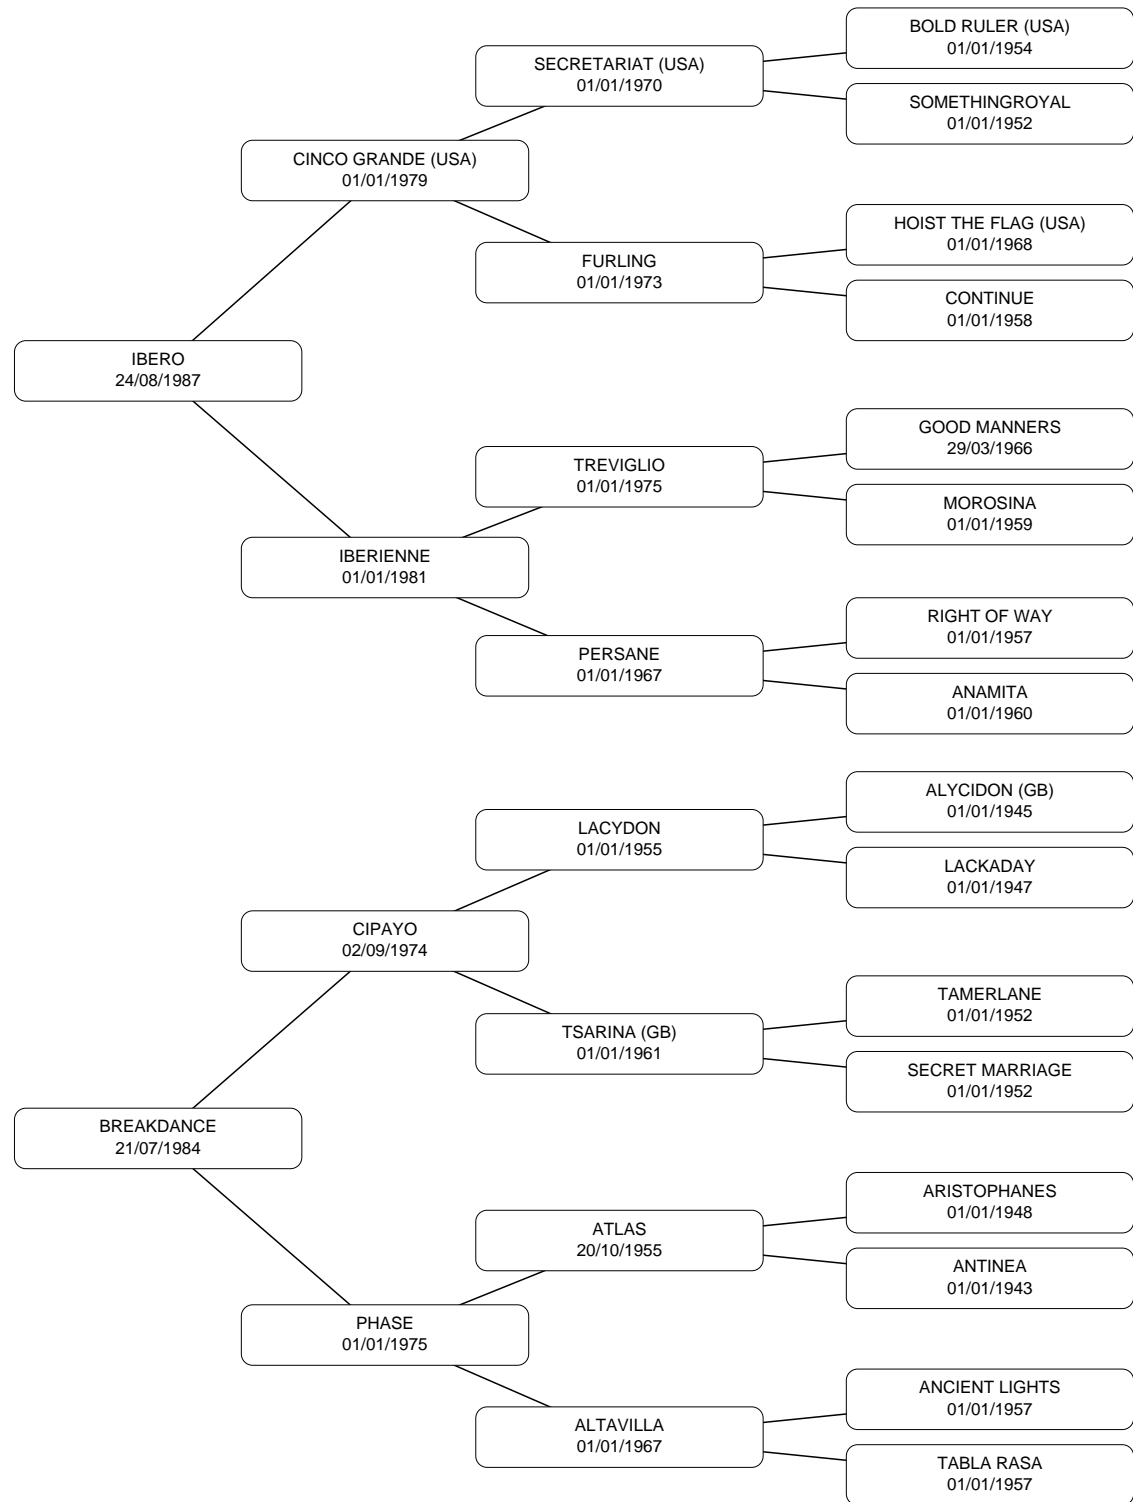 BOLD RULER (USA)
01/01/1954
SECRETARIAT (USA)
01/01/1970
SOMETHINGROYAL
01/01/1952
CINCO GRANDE (USA)
01/01/1979
HOIST THE FLAG (USA)
01/01/1968
FURLING
01/01/1973
CONTINUE
01/01/1958
IBERO
24/08/1987
GOOD MANNERS
29/03/1966
TREVIGLIO
01/01/1975
MOROSINA
01/01/1959
IBERIENNE
01/01/1981
RIGHT OF WAY
01/01/1957
PERSANE
01/01/1967
ANAMITA
01/01/1960
ALYCIDON (GB)
01/01/1945
LACYDON
01/01/1955
LACKADAY
01/01/1947
CIPAYO
02/09/1974
TAMERLANE
01/01/1952
TSARINA (GB)
01/01/1961
SECRET MARRIAGE
01/01/1952
BREAKDANCE
21/07/1984
ARISTOPHANES
01/01/1948
ATLAS
20/10/1955
ANTINEA
01/01/1943
PHASE
01/01/1975
ANCIENT LIGHTS
01/01/1957
ALTAVILLA
01/01/1967
TABLA RASA
01/01/1957